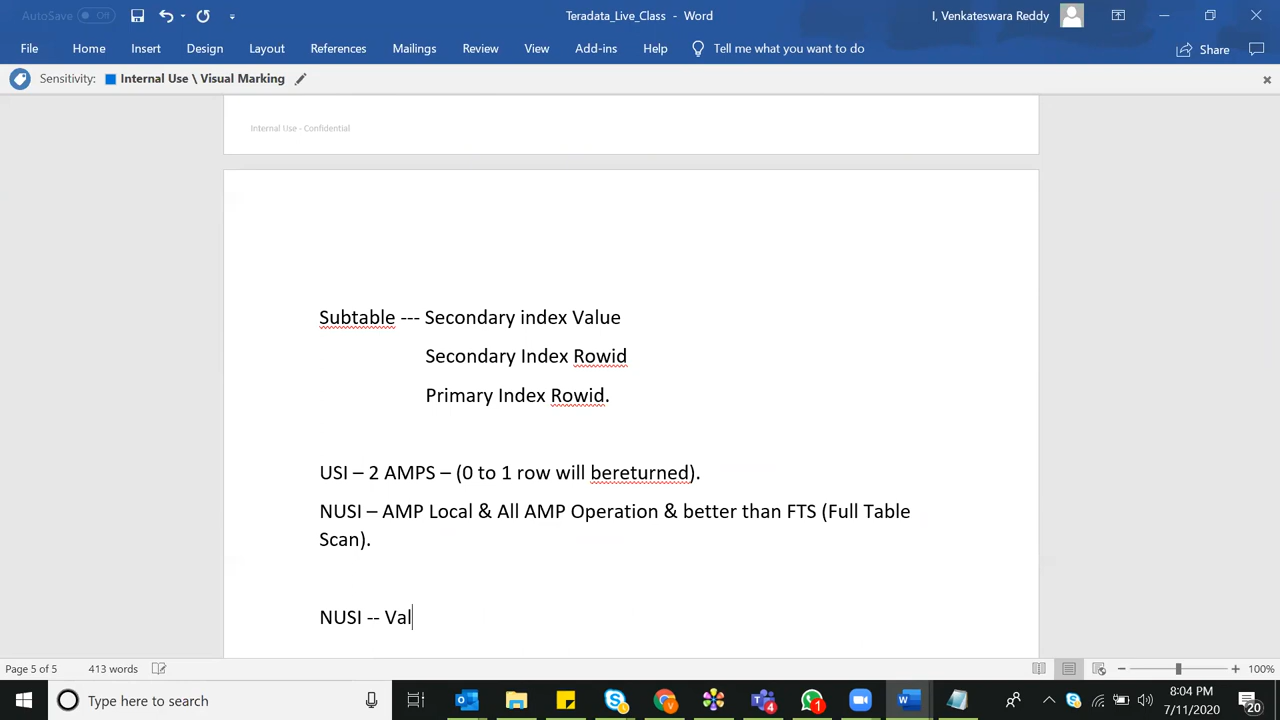 AutoSave Off
Teradata_Live_Class - Word
I, Venkateswara Reddy
File Home Insert Design Layout References Mailings Review View Add-ins Help Tell me what you want to do Share
Sensitivity: Internal Use \ Visual Marking
Internal Use - Confidential
Subtable --- Secondary index Value
Secondary Index Rowid
Primary Index Rowid.
USI – 2 AMPS – (0 to 1 row will bereturned).
NUSI – AMP Local & All AMP Operation & better than FTS (Full Table
Scan).
NUSI -- Val
Page 5 of 5 413 words 100%
Type here to search
8:04 PM
7/11/2020
4
1
20